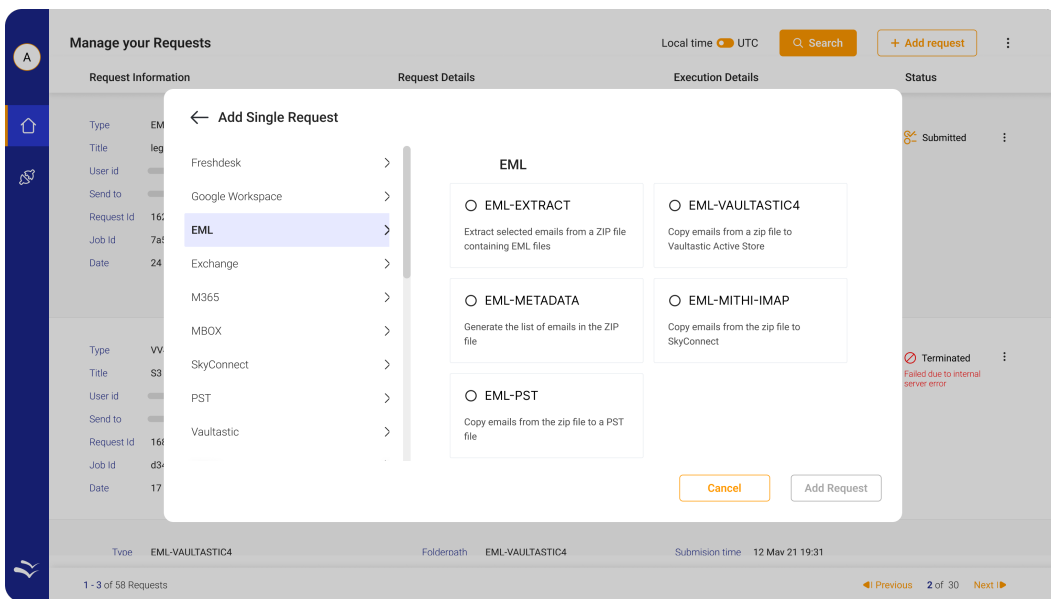 A
Manage your Requests
Local time UTC
Search
+ Add request
Request Information
Request Details
Execution Details
Status
Type
Title
User id
Send to
Request Id
Job Id
Date
24
Submitted
Add Single Request
Freshdesk
Google Workspace
EML
Exchange
M365
MBOX
SkyConnect
PST
Vaultastic
EML
EML-EXTRACT
Extract selected emails from a ZIP file
containing EML files
EML-VAULTASTIC4
Copy emails from a zip file to
Vaultastic Active Store
EML-METADATA
Generate the list of emails in the ZIP
file
EML-MITHI-IMAP
Copy emails from the zip file to
SkyConnect
EML-PST
Copy emails from the zip file to a PST
file
Cancel
Add Request
Type
Title
S3
User id
Send to
Request Id
Job Id
Date
17
Terminated
Failed due to internal
server error
Type EML-VAULTASTIC4
Folderpath EML-VAULTASTIC4
Submision time 12 May 21 19:31
1 - 3 of 58 Requests
Previous 2 of 30 Next